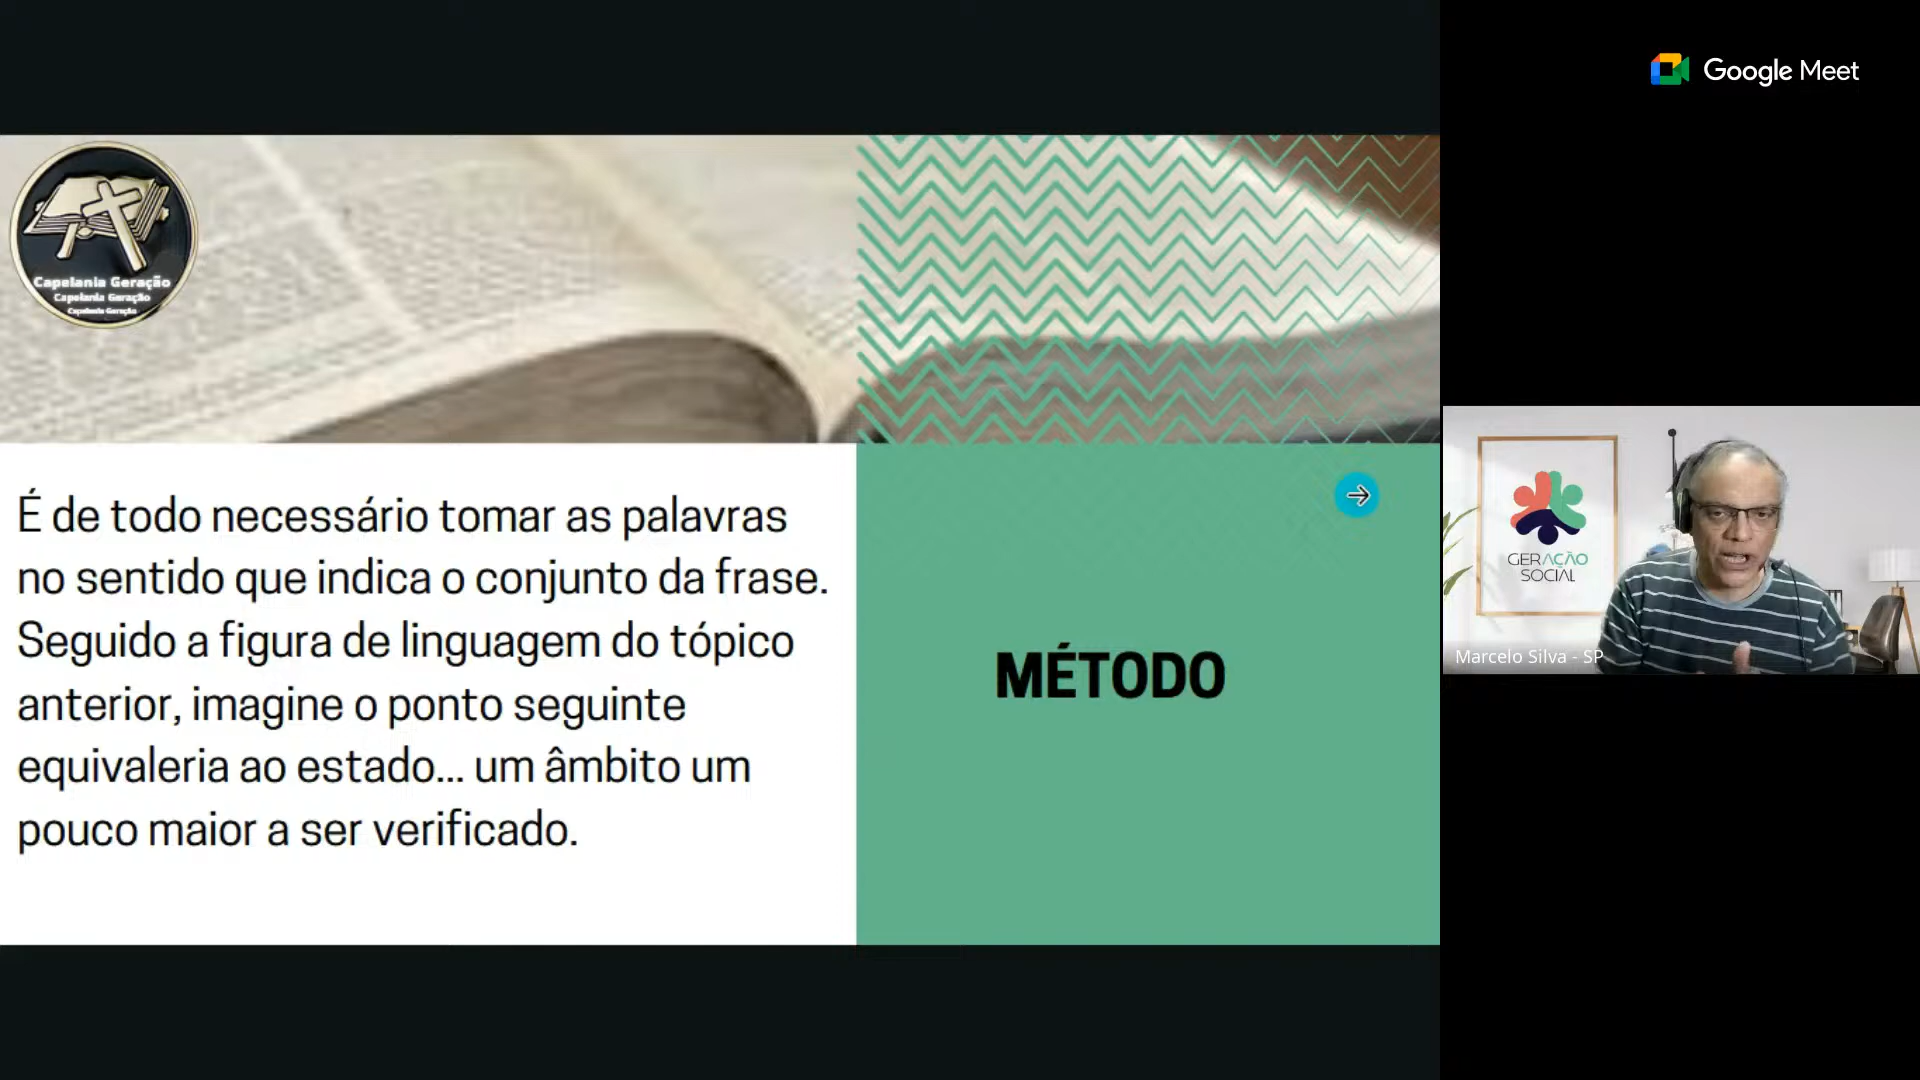 Google Meet
Capelania Geração
Capelania Geração
Capelania Geração
É de todo necessário tomar as palavras
no sentido que indica o conjunto da frase.
Seguido a figura de linguagem do tópico
anterior, imagine o ponto seguinte
equivaleria ao estado... um âmbito um
pouco maior a ser verificado.
MÉTODO
GERAÇÃO
SOCIAL
Marcelo Silva - SP